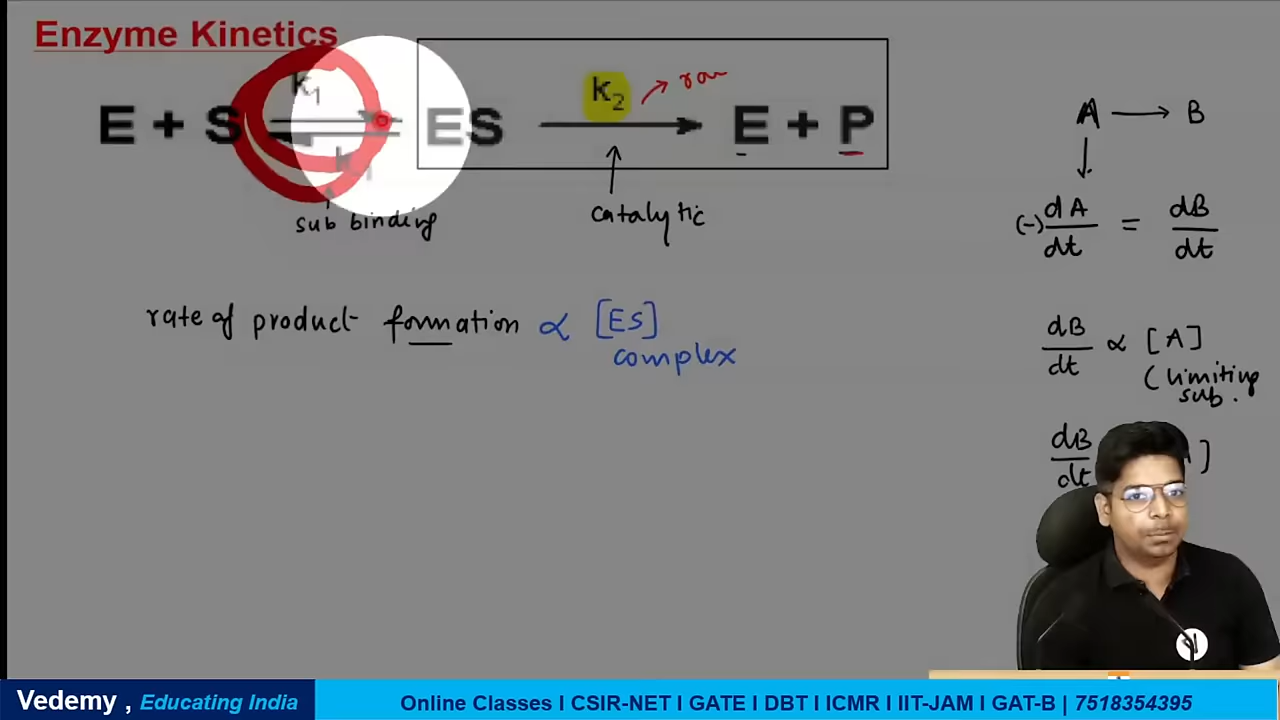 Enzyme Kinetics
k1 k2 → ran
E + S ES E + P
k-1
sub binding catalytic
A → B
(-) dA/dt = dB/dt
rate of product formation ∝ [ES]
complex
dB/dt ∝ [A]
(limiting
sub.
dB/dt ]
Vedemy , Educating India
Online Classes I CSIR-NET I GATE I DBT I ICMR I IIT-JAM I GAT-B | 7518354395